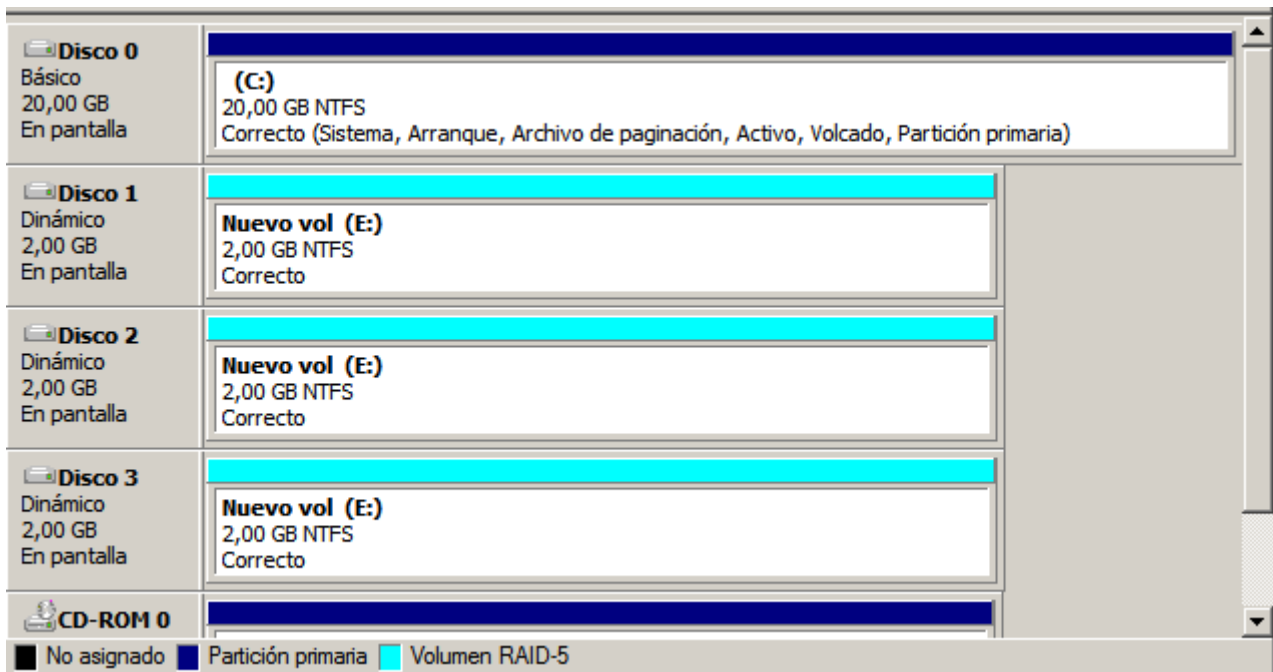 Disco 0
Básico
20,00 GB
En pantalla
(C:)
20,00 GB NTFS
Correcto (Sistema, Arranque, Archivo de paginación, Activo, Volcado, Partición primaria)
Disco 1
Dinámico
2,00 GB
En pantalla
Nuevo vol (E:)
2,00 GB NTFS
Correcto
Disco 2
Dinámico
2,00 GB
En pantalla
Nuevo vol (E:)
2,00 GB NTFS
Correcto
Disco 3
Dinámico
2,00 GB
En pantalla
Nuevo vol (E:)
2,00 GB NTFS
Correcto
CD-ROM 0
No asignado Partición primaria Volumen RAID-5